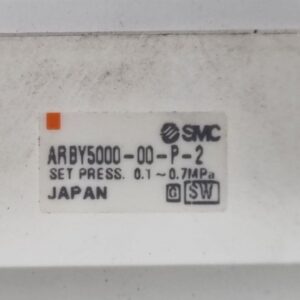 SMC
ARBY5000-00-P-2
SET PRESS. 0.1~0.7MPa
JAPAN G SW